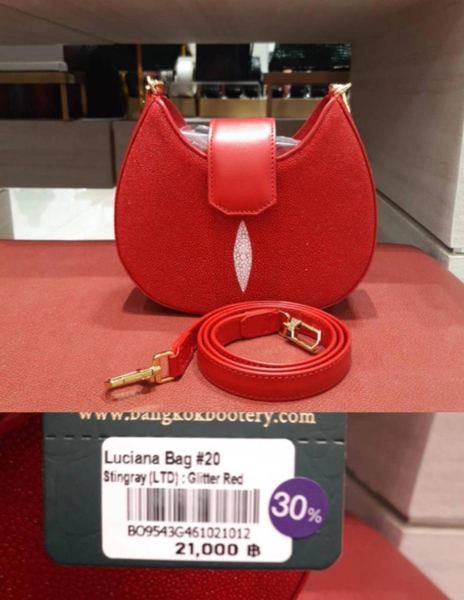 www.bangkokbootery.com
Luciana Bag #20
Stingray (LTD) : Glitter Red
BO9543G461021012
21,000 ฿
30%